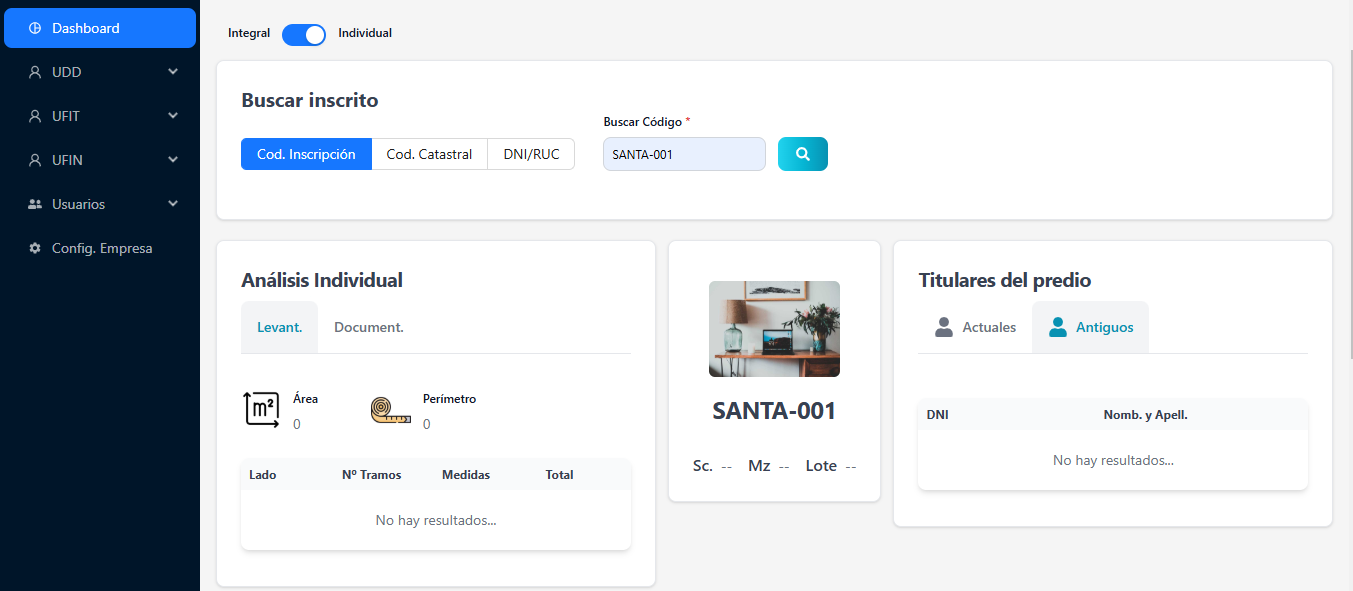 Dashboard
UDD
UFIT
UFIN
Usuarios
Config. Empresa
Integral Individual
Buscar inscrito
Buscar Código *
Cod. Inscripción Cod. Catastral DNI/RUC SANTA-001
Análisis Individual
Levant. Document.
m² Área Perímetro
0 0
Lado Nº Tramos Medidas Total
No hay resultados...
SANTA-001
Sc. -- Mz -- Lote --
Titulares del predio
Actuales Antiguos
DNI Nomb. y Apell.
No hay resultados...